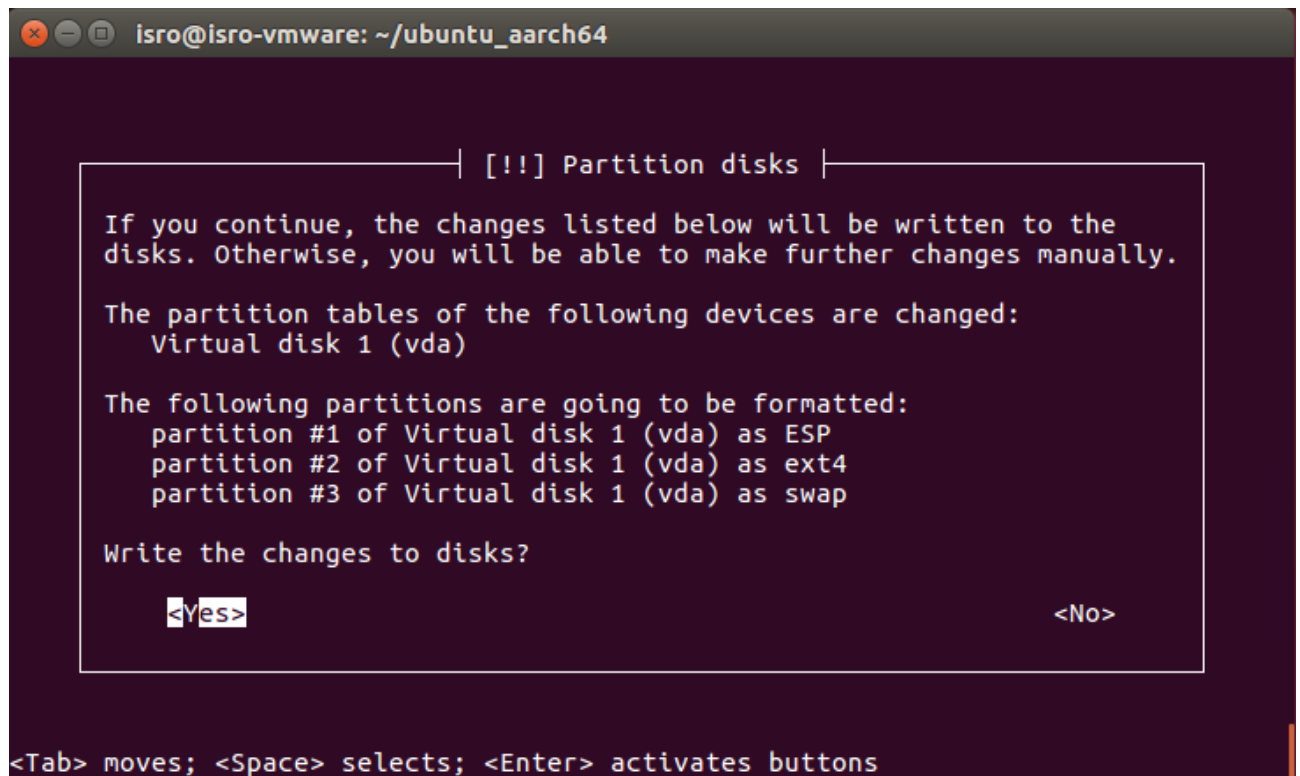 isro@isro-vmware: ~/ubuntu_aarch64
[!!] Partition disks
If you continue, the changes listed below will be written to the
disks. Otherwise, you will be able to make further changes manually.
The partition tables of the following devices are changed:
Virtual disk 1 (vda)
The following partitions are going to be formatted:
partition #1 of Virtual disk 1 (vda) as ESP
partition #2 of Virtual disk 1 (vda) as ext4
partition #3 of Virtual disk 1 (vda) as swap
Write the changes to disks?
<Yes> <No>
<Tab> moves; <Space> selects; <Enter> activates buttons